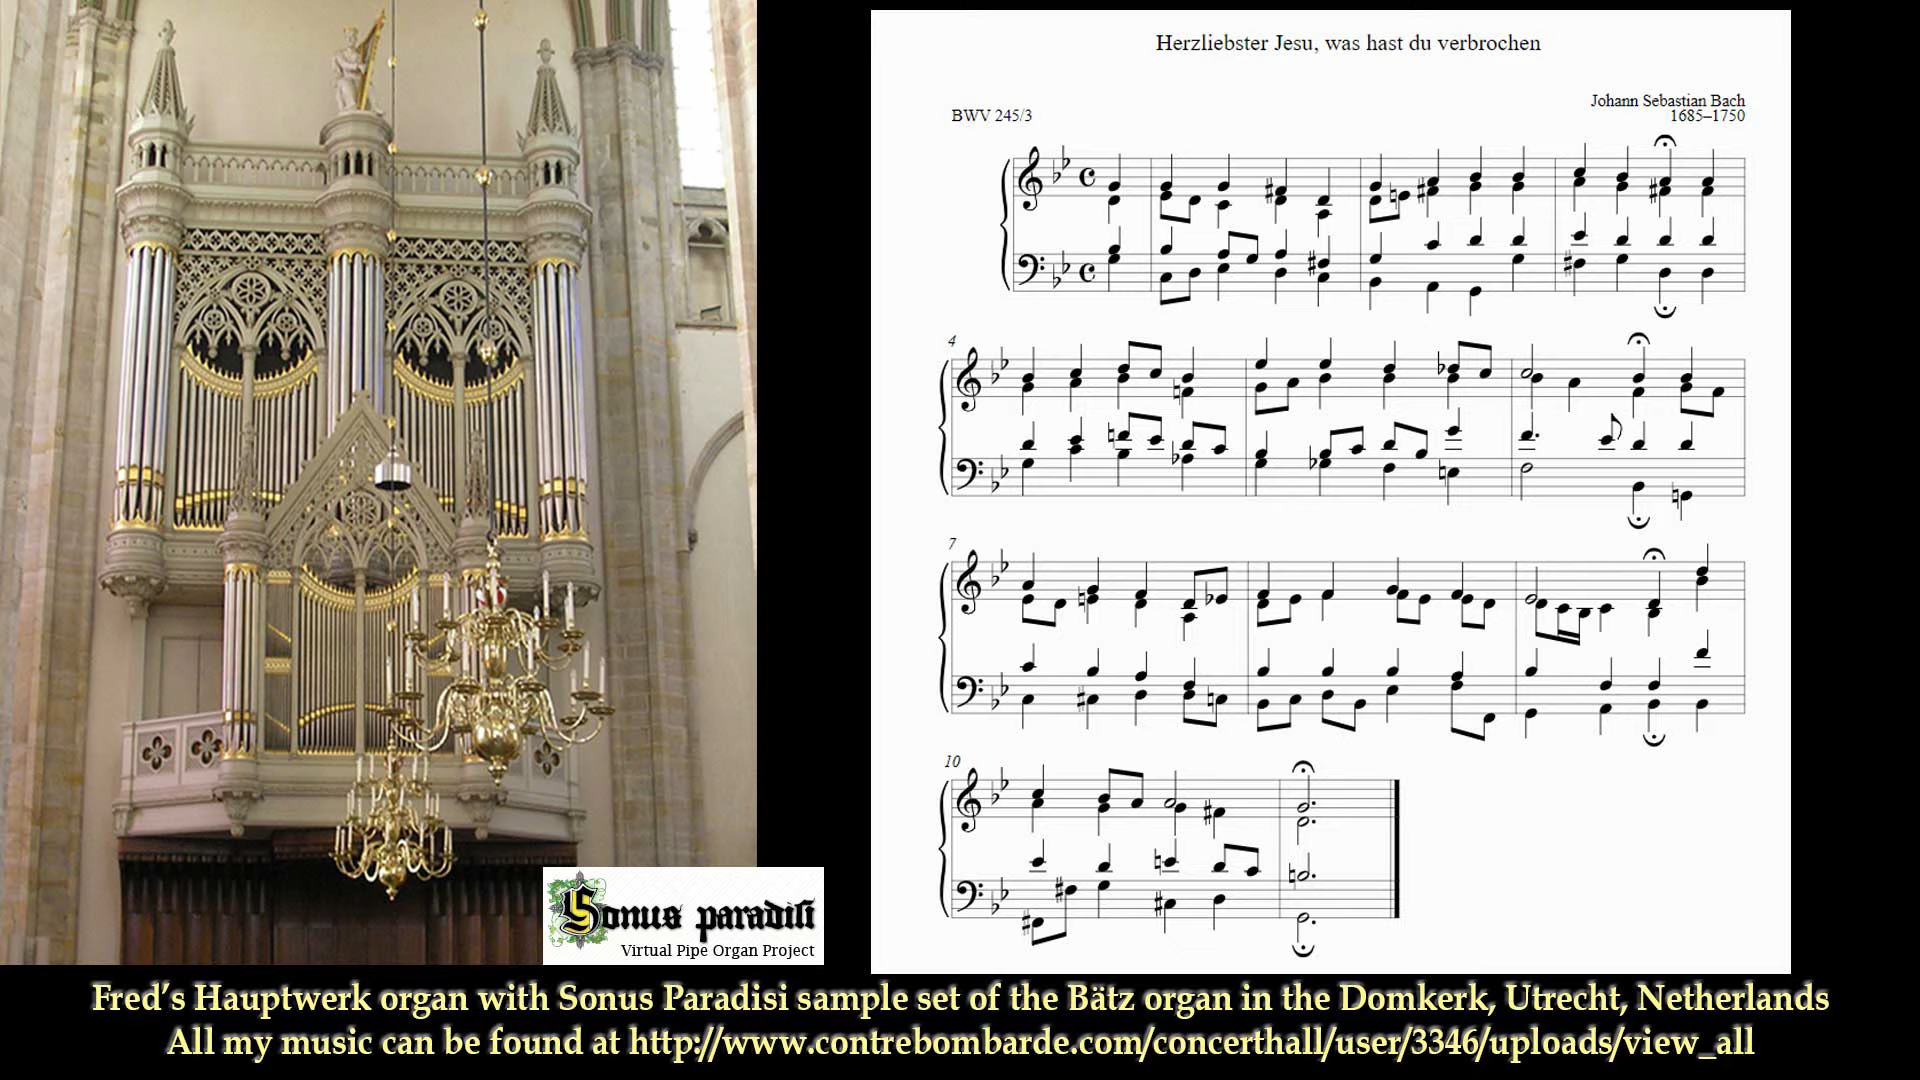 Herzliebster Jesu, was hast du verbrochen
Johann Sebastian Bach
BWV 245/3
1685–1750
4
7
10
Sonus paradisi
Virtual Pipe Organ Project
Fred's Hauptwerk organ with Sonus Paradisi sample set of the Bätz organ in the Domkerk, Utrecht, Netherlands
All my music can be found at http://www.contrebombarde.com/concerthall/user/3346/uploads/view_all